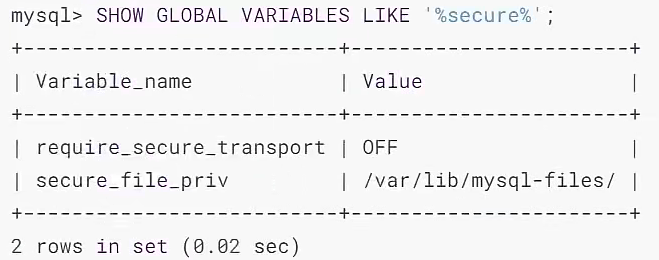 mysql> SHOW GLOBAL VARIABLES LIKE '%secure%';
+--------------------------+-----------------------+
| Variable_name            | Value                 |
+--------------------------+-----------------------+
| require_secure_transport | OFF                   |
| secure_file_priv         | /var/lib/mysql-files/ |
+--------------------------+-----------------------+
2 rows in set (0.02 sec)